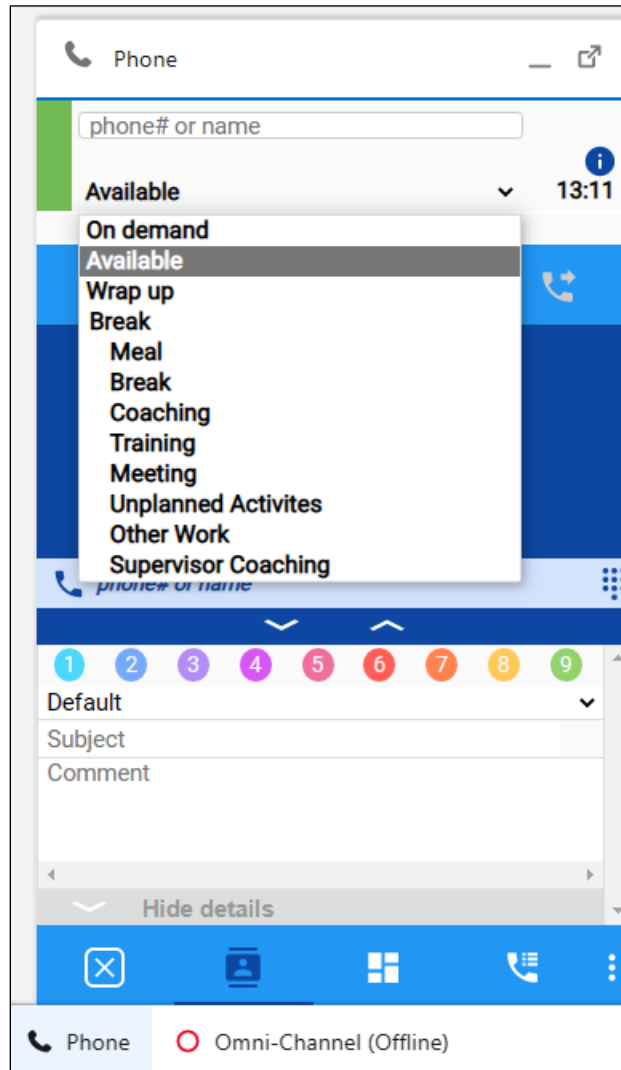 Phone
phone# or name
Available
13:11
On demand
Available
Wrap up
Break
Meal
Break
Coaching
Training
Meeting
Unplanned Activites
Other Work
Supervisor Coaching
phone# or name
1 2 3 4 5 6 7 8 9
Default
Subject
Comment
Hide details
Phone
Omni-Channel (Offline)